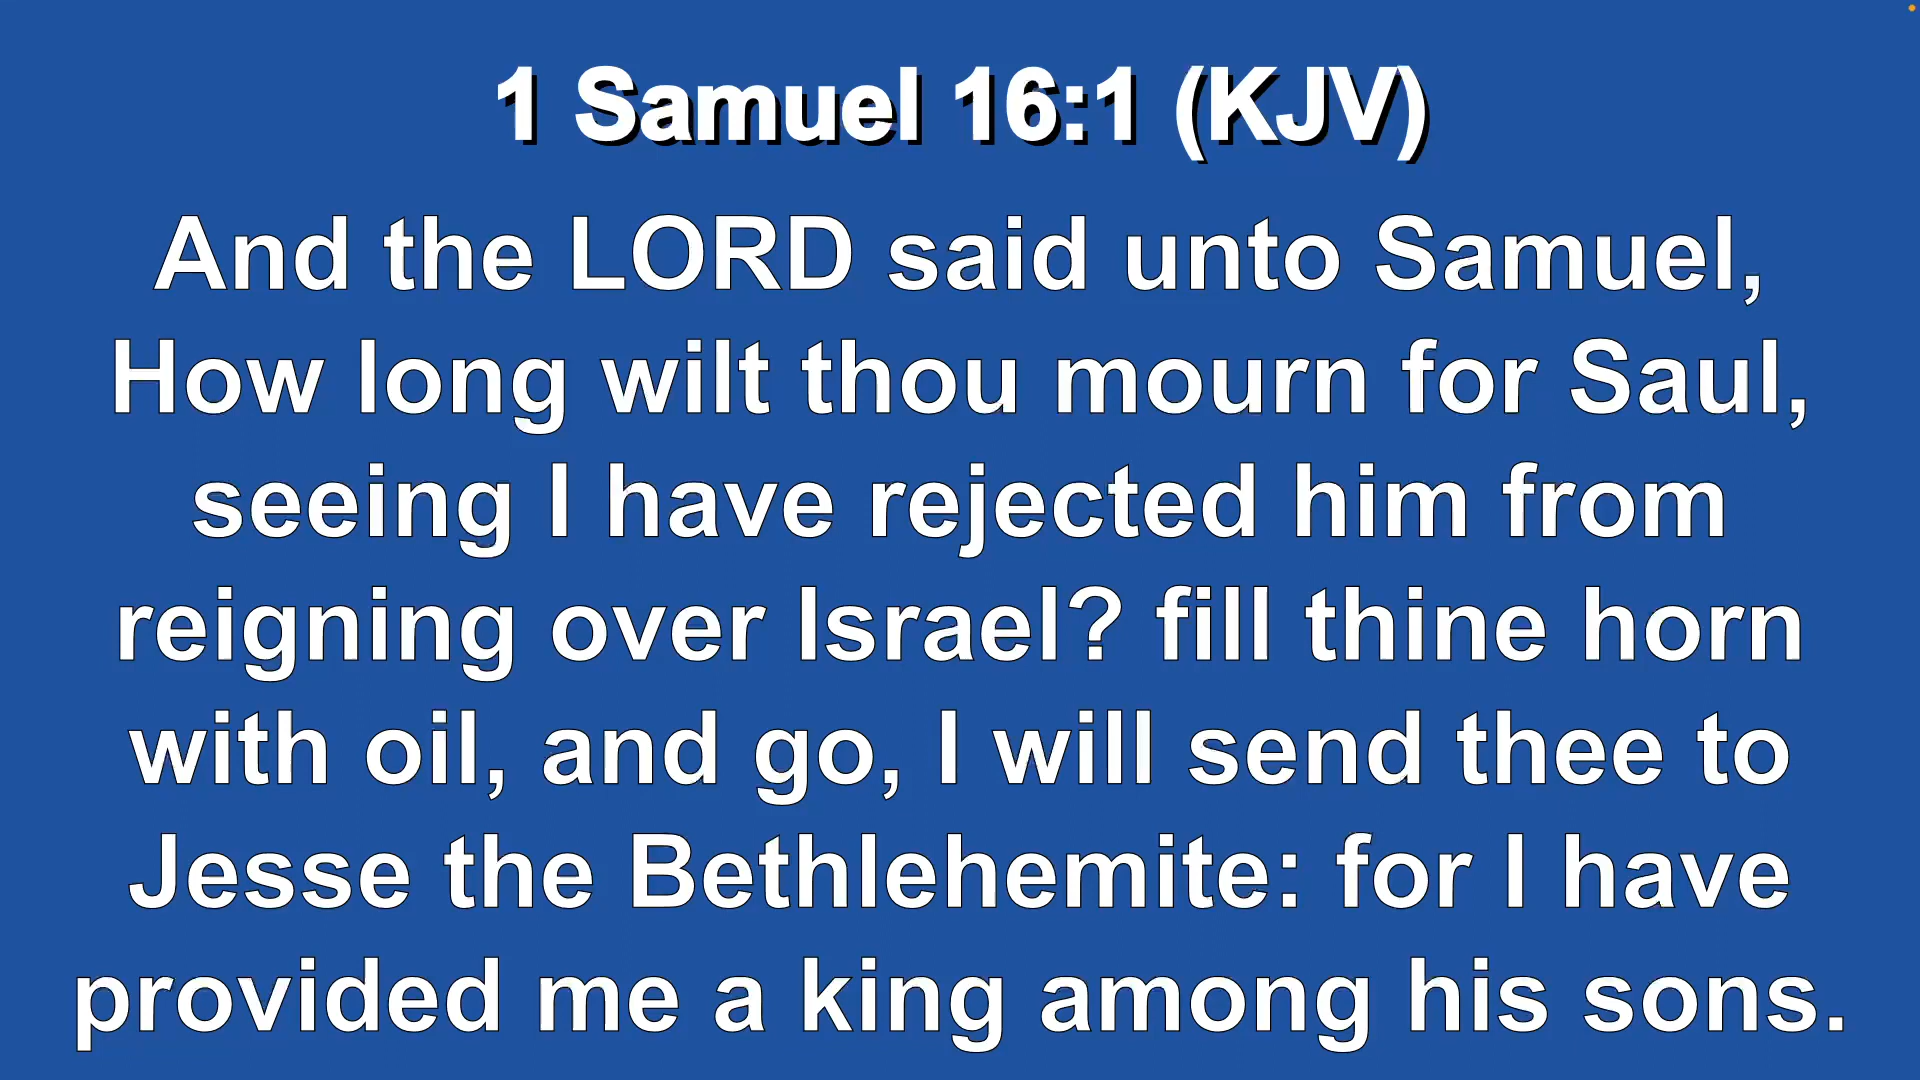 1 Samuel 16:1 (KJV)
And the LORD said unto Samuel,
How long wilt thou mourn for Saul,
seeing I have rejected him from
reigning over Israel? fill thine horn
with oil, and go, I will send thee to
Jesse the Bethlehemite: for I have
provided me a king among his sons.